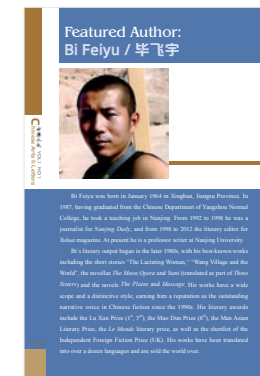 Featured Author:
Bi Feiyu / 毕飞宇
Chinese Arts & Letters
VOL.1 NO.1
Bi Feiyu was born in January 1964 in Xinghua, Jiangsu Province. In
1987, having graduated from the Chinese Department of Yangzhou Normal
College, he took a teaching job in Nanjing. From 1992 to 1998 he was a
journalist for Nanjing Daily, and from 1998 to 2012 the literary editor for
Yuhua magazine. At present he is a professor writer at Nanjing University.
Bi's literary output began in the later 1980s, with his best-known works
including the short stories "The Lactating Woman," "Wang Village and the
World", the novellas The Moon Opera and Yumi (translated as part of Three
Sisters) and the novels The Plains and Massage. His works have a wide
scope and a distinctive style, earning him a reputation as the outstanding
narrative voice in Chinese fiction since the 1990s. His literary awards
include the Lu Xun Prize (1st, 3rd), the Mao Dun Prize (8th), the Man Asian
Literary Prize, the Le Monde literary prize, as well as the shortlist of the
Independent Foreign Fiction Prize (UK). His works have been translated
into over a dozen languages and are sold the world over.